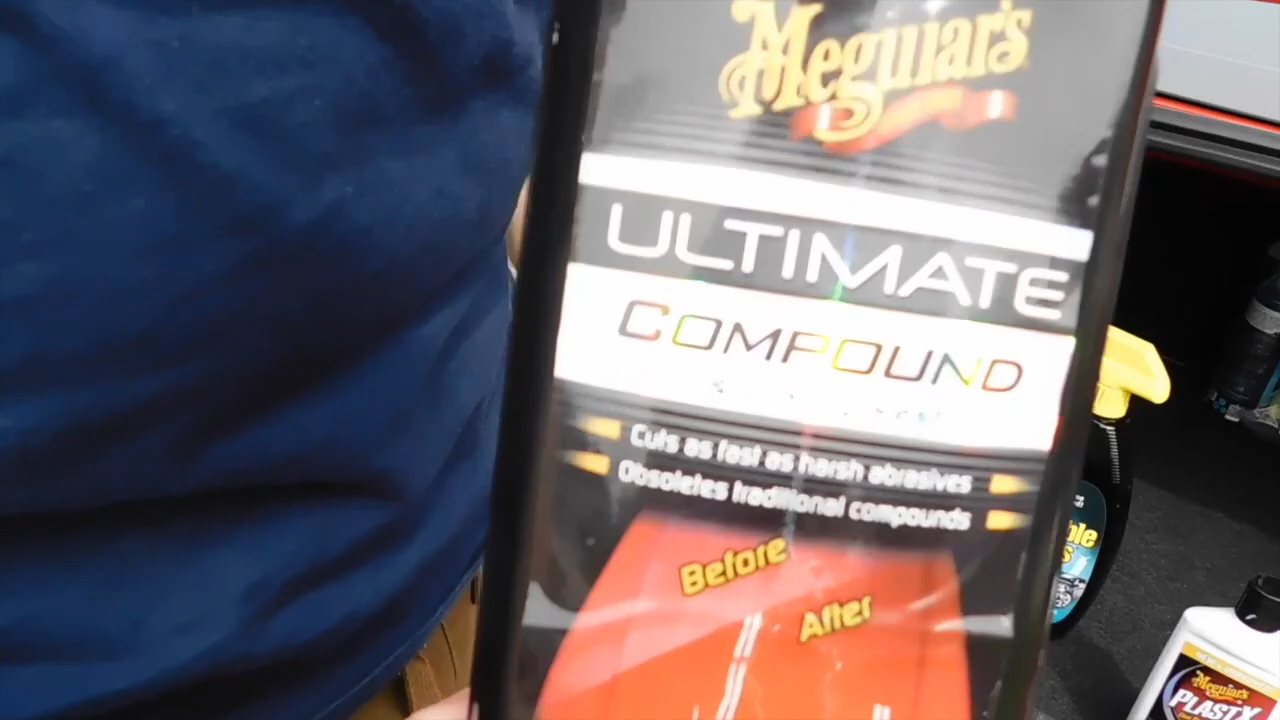 Meguiar's
ULTIMATE
COMPOUND
Cuts as fast as harsh abrasives
Obsoletes traditional compounds
Before
After
Meguiar's
PLASTX